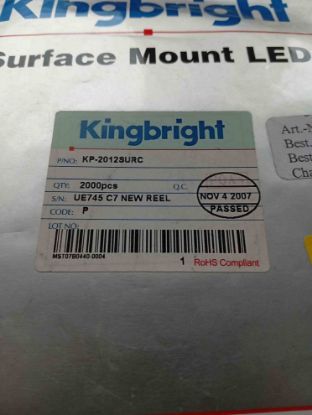 Kingbright
Surface Mount LED
Kingbright
P/NO: KP-2012SURC
QTY: 2000pcs Q.C.
S/N: UE745 C7 NEW REEL
NOV 4 2007
CODE: P
PASSED
LOT NO:
MST07B0440-0004
1 RoHS Compliant
Art.-N
Best.
Best
Cha